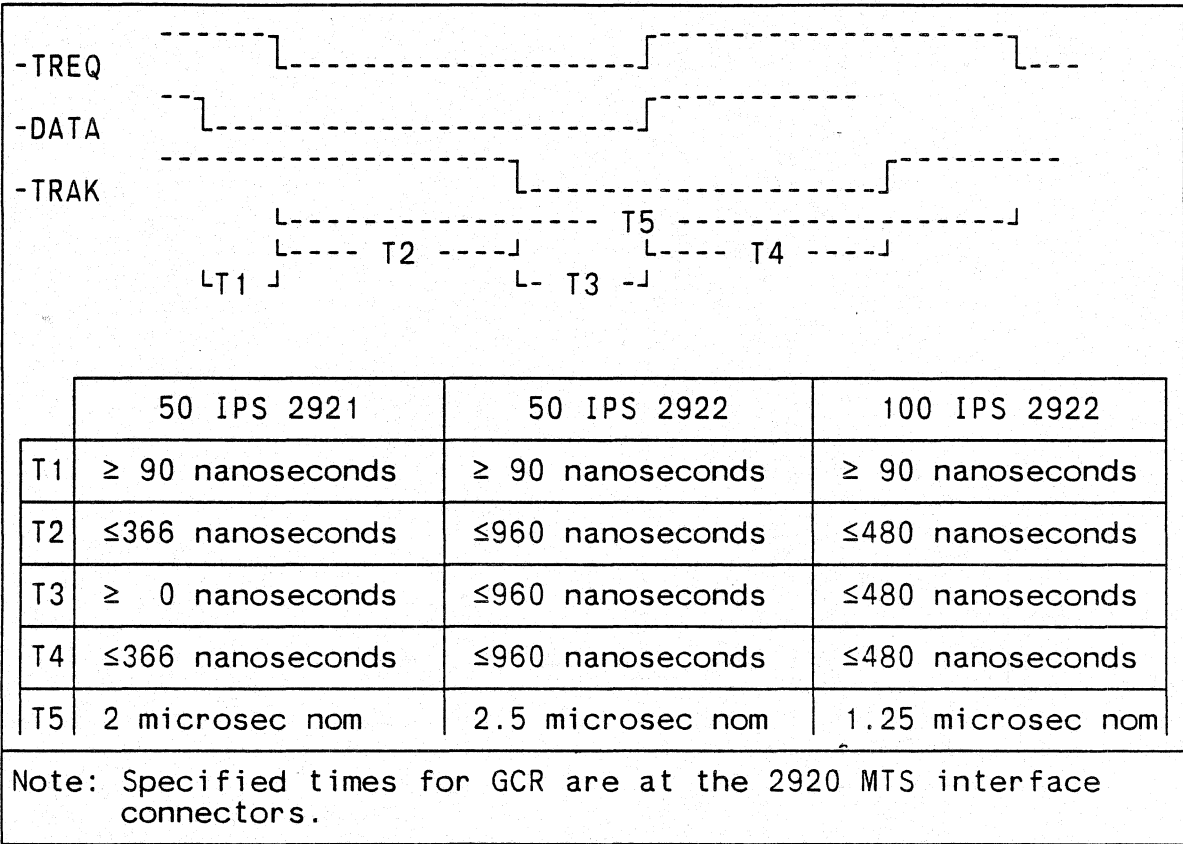 -TREQ
-DATA
-TRAK
T5
T2 T4
T1 T3
50 IPS 2921 50 IPS 2922 100 IPS 2922
T1 ≥ 90 nanoseconds ≥ 90 nanoseconds ≥ 90 nanoseconds
T2 ≤366 nanoseconds ≤960 nanoseconds ≤480 nanoseconds
T3 ≥ 0 nanoseconds ≤960 nanoseconds ≤480 nanoseconds
T4 ≤366 nanoseconds ≤960 nanoseconds ≤480 nanoseconds
T5 2 microsec nom 2.5 microsec nom 1.25 microsec nom
Note: Specified times for GCR are at the 2920 MTS interface
connectors.